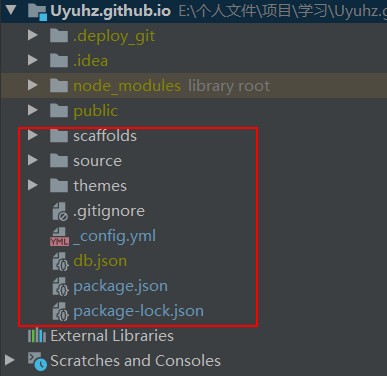 Uyuhz.github.io E:\个人文件\项目\学习\Uyuhz.g
.deploy_git
.idea
node_modules library root
public
scaffolds
source
themes
.gitignore
YML _config.yml
db.json
package.json
package-lock.json
External Libraries
Scratches and Consoles